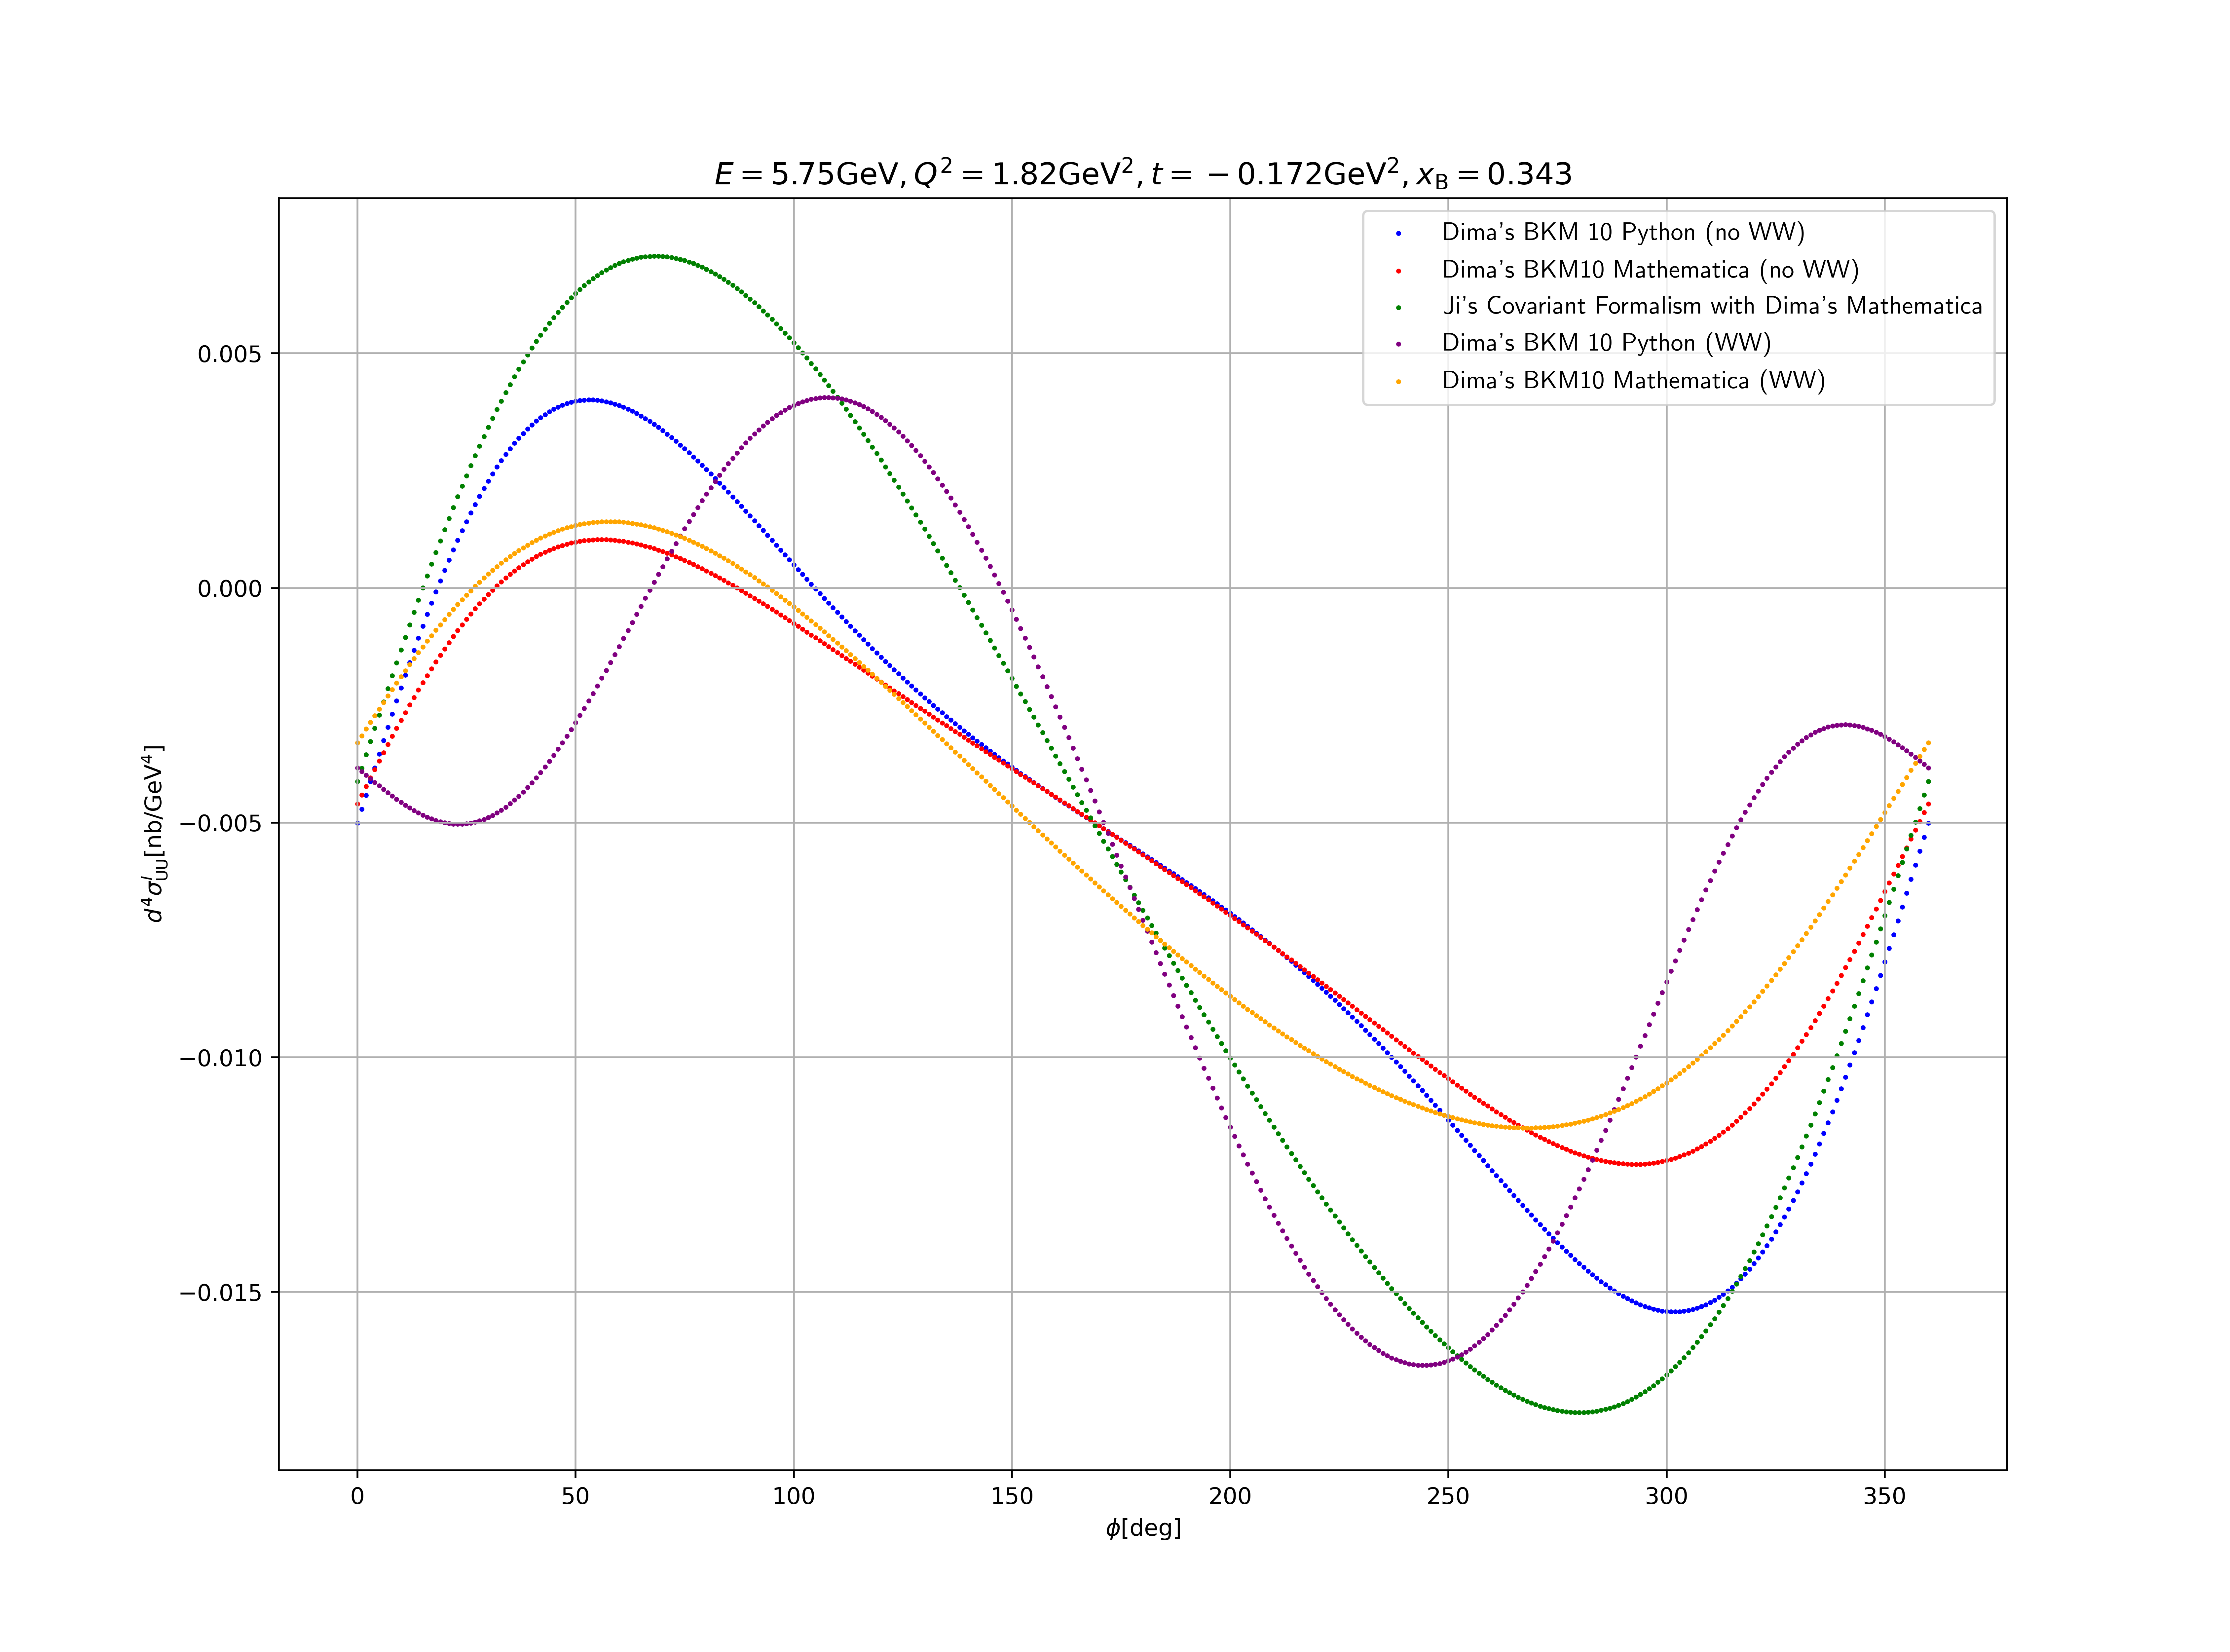 E = 5.75GeV, Q² = 1.82GeV², t = −0.172GeV², x_B = 0.343
Dima's BKM 10 Python (no WW)
Dima's BKM10 Mathematica (no WW)
Ji's Covariant Formalism with Dima's Mathematica
Dima's BKM 10 Python (WW)
Dima's BKM10 Mathematica (WW)
0.005
0.000
−0.005
−0.010
−0.015
d⁴σ^I_UU[nb/GeV⁴]
0 50 100 150 200 250 300 350
ϕ[deg]